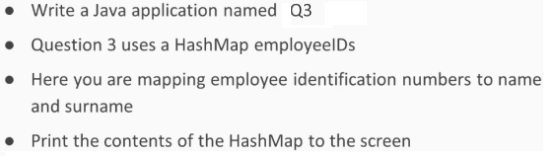 • Write a Java application named Q3
• Question 3 uses a HashMap employeeIDs
• Here you are mapping employee identification numbers to name
and surname
• Print the contents of the HashMap to the screen